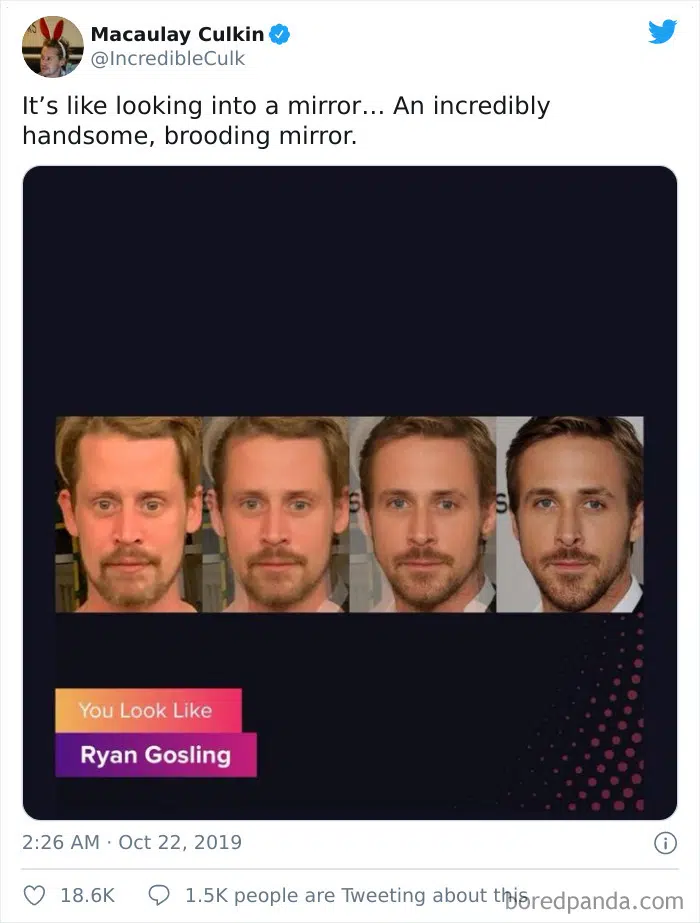 Macaulay Culkin
@IncredibleCulk
It’s like looking into a mirror… An incredibly
handsome, brooding mirror.
S S S
You Look Like
Ryan Gosling
2:26 AM · Oct 22, 2019
18.6K 1.5K people are Tweeting about this
boredpanda.com